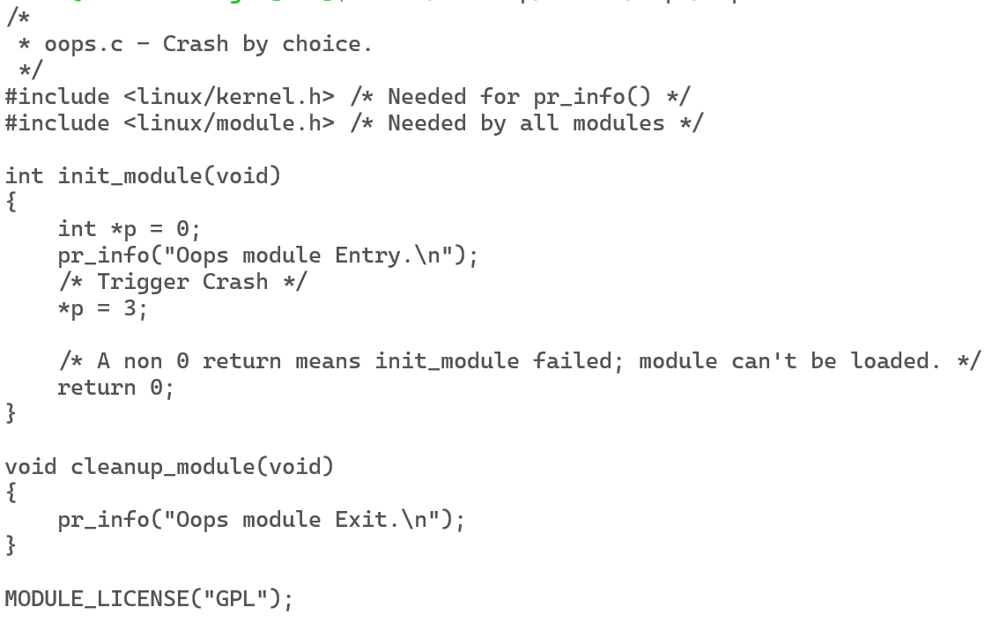 /*
 * oops.c – Crash by choice.
 */
#include <linux/kernel.h> /* Needed for pr_info() */
#include <linux/module.h> /* Needed by all modules */

int init_module(void)
{
    int *p = 0;
    pr_info("Oops module Entry.\n");
    /* Trigger Crash */
    *p = 3;

    /* A non 0 return means init_module failed; module can't be loaded. */
    return 0;
}

void cleanup_module(void)
{
    pr_info("Oops module Exit.\n");
}

MODULE_LICENSE("GPL");